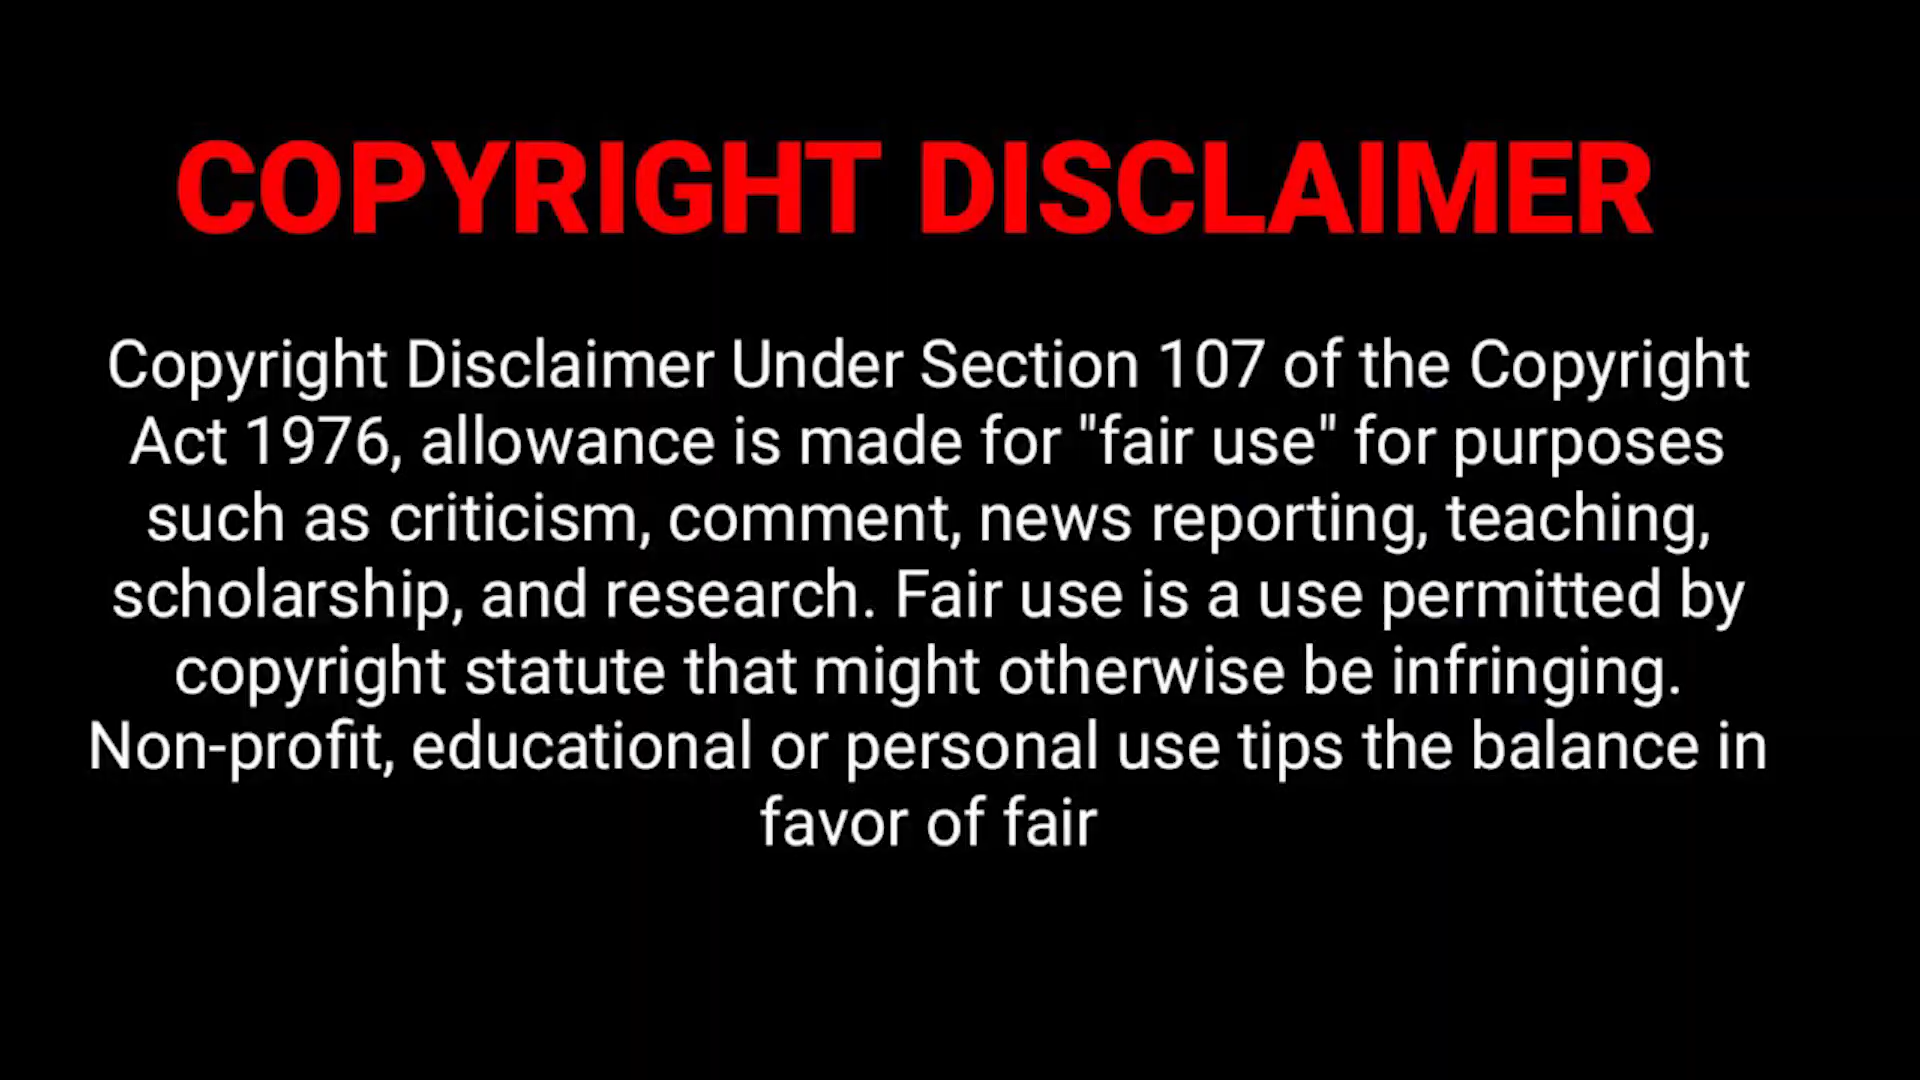 COPYRIGHT DISCLAIMER
Copyright Disclaimer Under Section 107 of the Copyright
Act 1976, allowance is made for "fair use" for purposes
such as criticism, comment, news reporting, teaching,
scholarship, and research. Fair use is a use permitted by
copyright statute that might otherwise be infringing.
Non-profit, educational or personal use tips the balance in
favor of fair